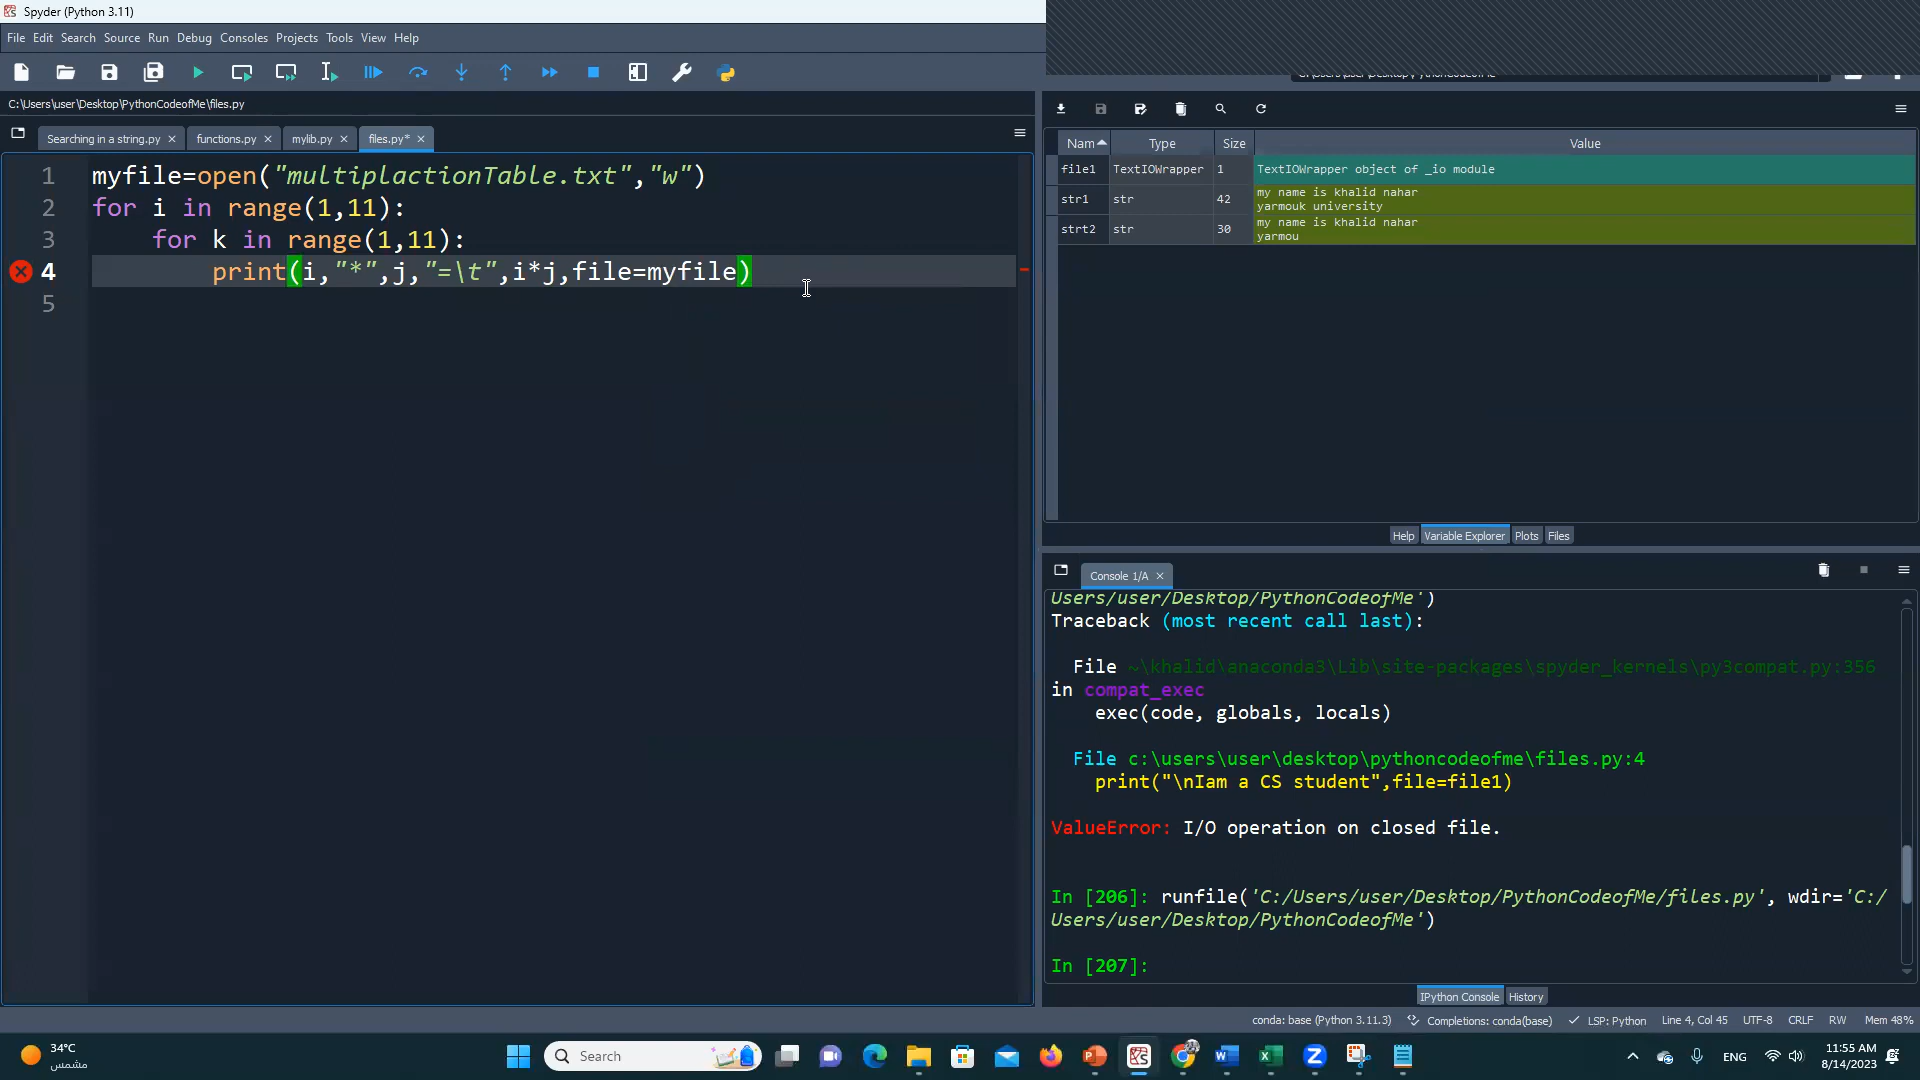 Spyder (Python 3.11)
File Edit Search Source Run Debug Consoles Projects Tools View Help
C:\Users\user\Desktop\PythonCodeofMe\files.py
Searching in a string.py functions.py mylib.py files.py*
1 myfile=open("multiplactionTable.txt","w")
2 for i in range(1,11):
3 for k in range(1,11):
4 print(i,"*",j,"=\t",i*j,file=myfile)
5
Nam Type Size Value
file1 TextIOWrapper 1 TextIOWrapper object of _io module
str1 str 42 my name is khalid nahar
yarmouk university
strt2 str 30 my name is khalid nahar
yarmou
Help Variable Explorer Plots Files
Console 1/A
Users/user/Desktop/PythonCodeofMe')
Traceback (most recent call last):
File ~\khalid\anaconda3\Lib\site-packages\spyder_kernels\py3compat.py:356
in compat_exec
exec(code, globals, locals)
File c:\users\user\desktop\pythoncodeofme\files.py:4
print("\nIam a CS student",file=file1)
ValueError: I/O operation on closed file.
In [206]: runfile('C:/Users/user/Desktop/PythonCodeofMe/files.py', wdir='C:/
Users/user/Desktop/PythonCodeofMe')
In [207]:
IPython Console History
conda: base (Python 3.11.3) Completions: conda(base) LSP: Python Line 4, Col 45 UTF-8 CRLF RW Mem 48%
34°C
مشمس
Search
ENG
11:55 AM
8/14/2023